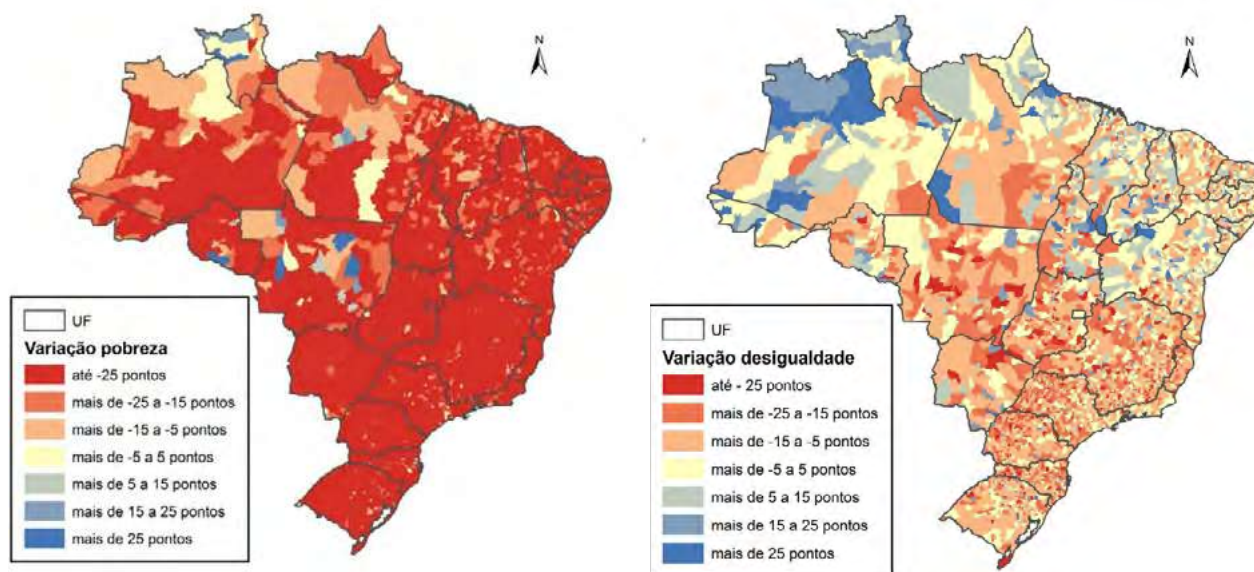 N
UF
Variação pobreza
até -25 pontos
mais de -25 a -15 pontos
mais de -15 a -5 pontos
mais de -5 a 5 pontos
mais de 5 a 15 pontos
mais de 15 a 25 pontos
mais de 25 pontos
N
UF
Variação desigualdade
até - 25 pontos
mais de -25 a -15 pontos
mais de -15 a -5 pontos
mais de -5 a 5 pontos
mais de 5 a 15 pontos
mais de 15 a 25 pontos
mais de 25 pontos